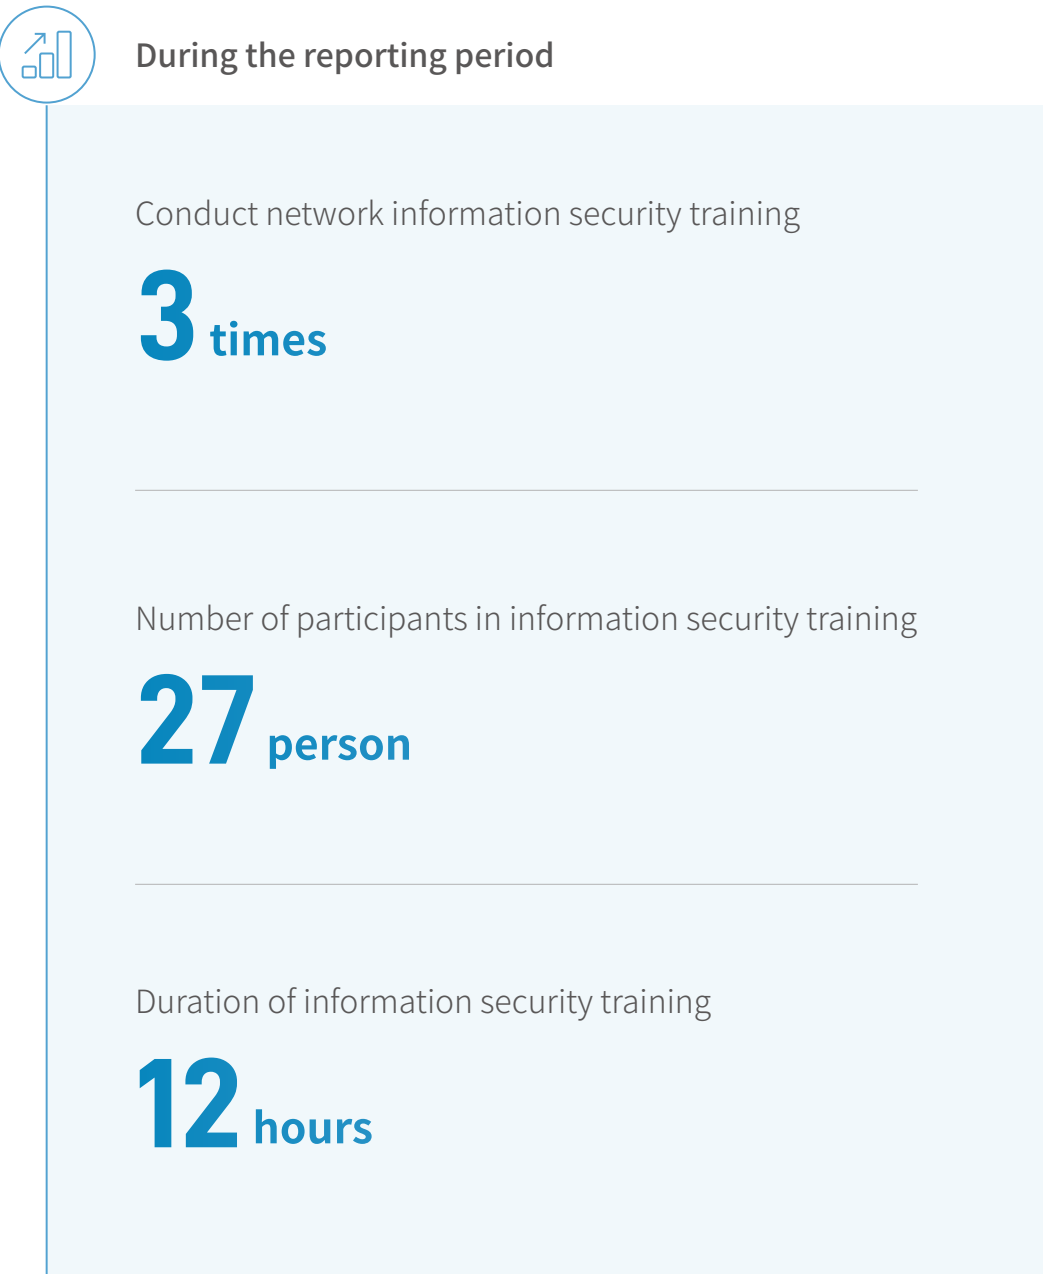 During the reporting period
Conduct network information security training
3 times
Number of participants in information security training
27 person
Duration of information security training
12 hours